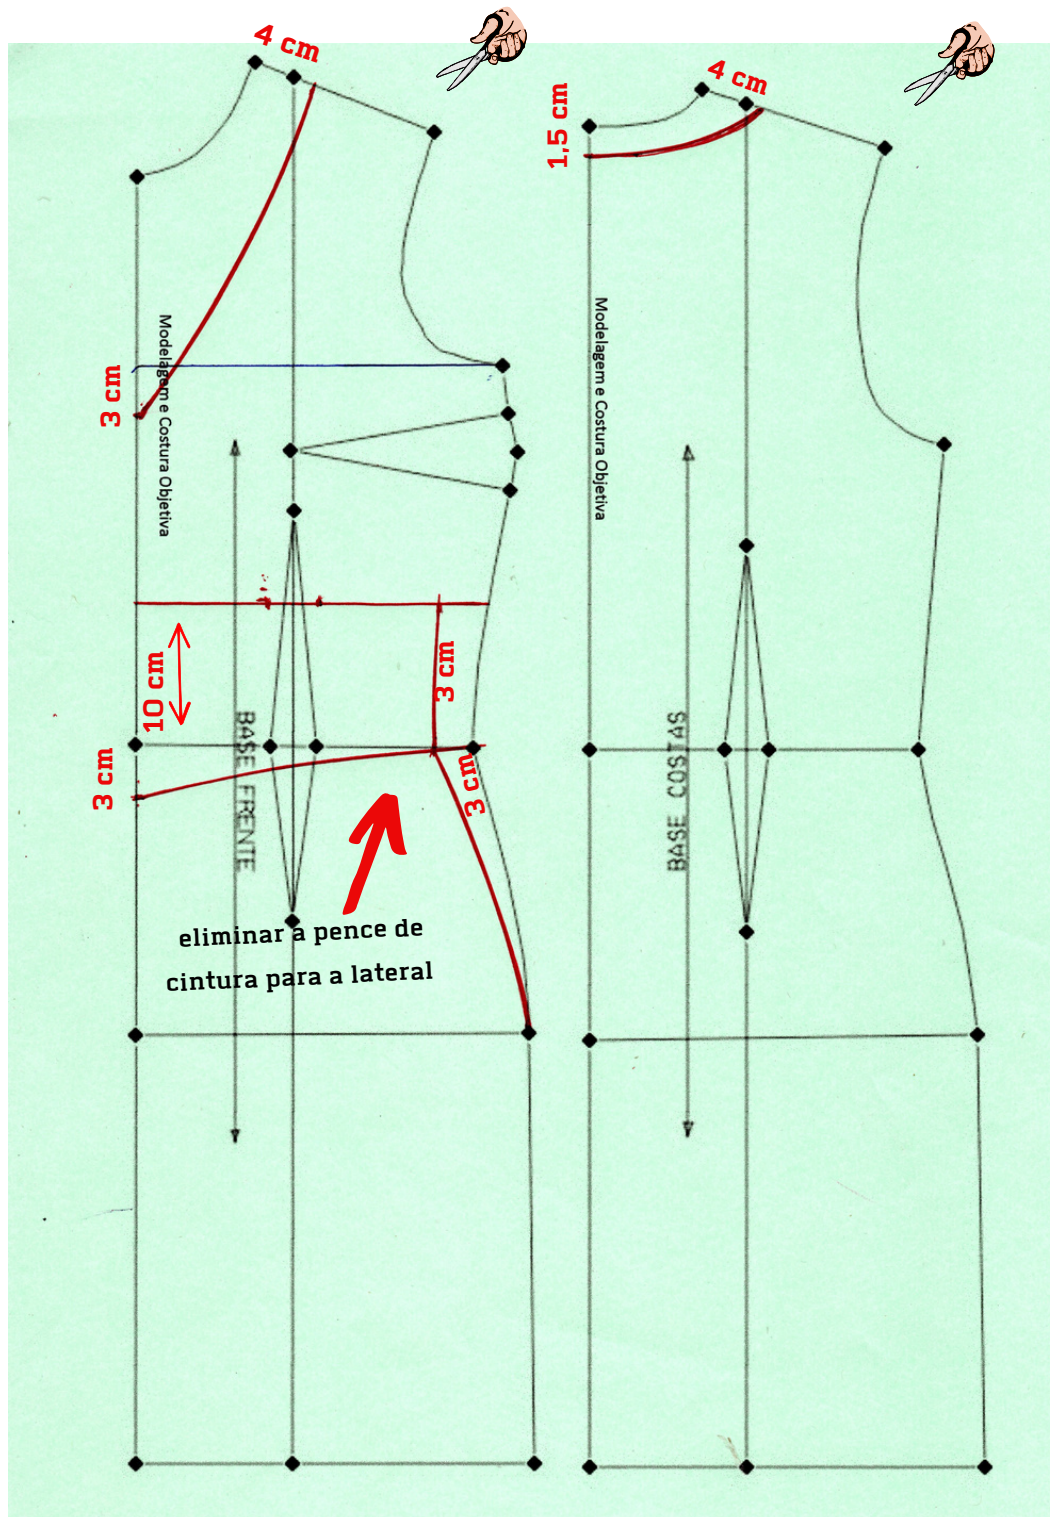 4 cm
4 cm
1,5 cm
Modelagem e Costura Objetiva
Modelagem e Costura Objetiva
3 cm
10 cm
3 cm
BASE FRENTE
BASE COSTAS
3 cm
3 cm
eliminar a pence de
cintura para a lateral